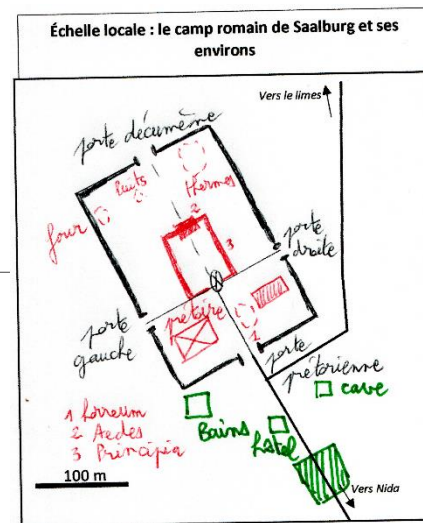 Échelle locale : le camp romain de Saalburg et ses
environs
Vers le limes
porte décumème
puits
thermes
four
2
3
porte
droite
prétoire
porte
gauche
1
porte
prétorienne
cave
1 horreum
2 Aedes
3 Principia
Bains
hôtel
100 m
Vers Nida